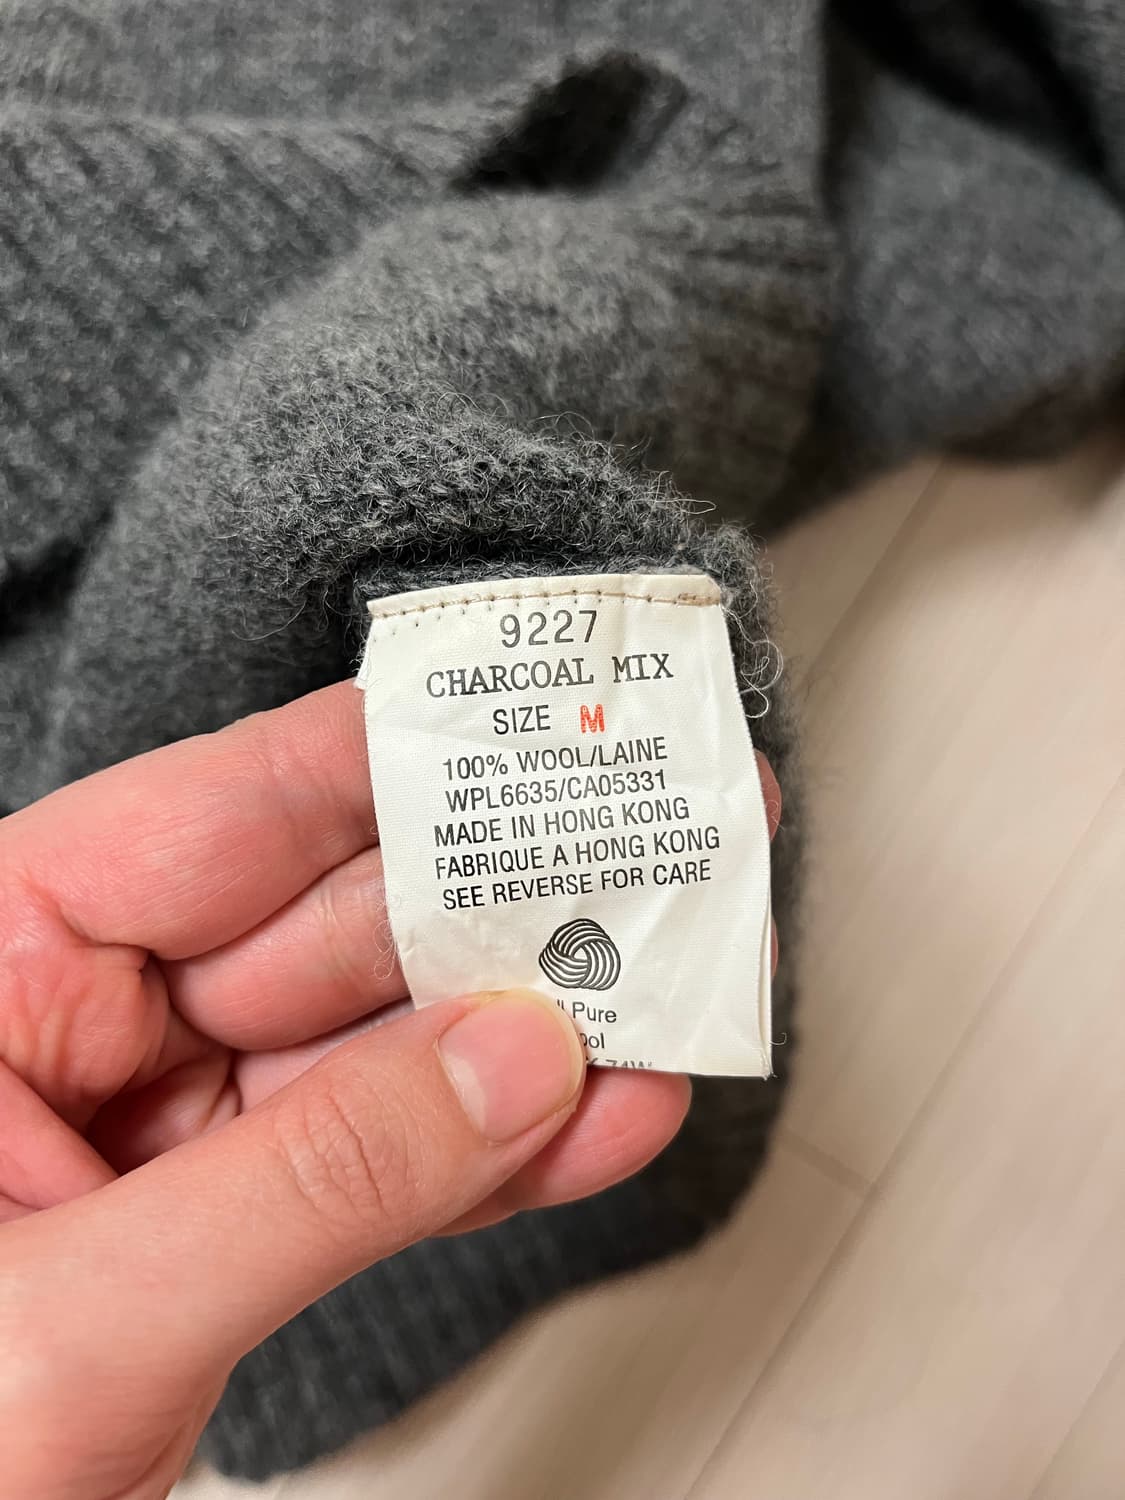 9227
CHARCOAL MIX
SIZE M
100% WOOL/LAINE
WPL6635/CA05331
MADE IN HONG KONG
FABRIQUE A HONG KONG
SEE REVERSE FOR CARE
Pure